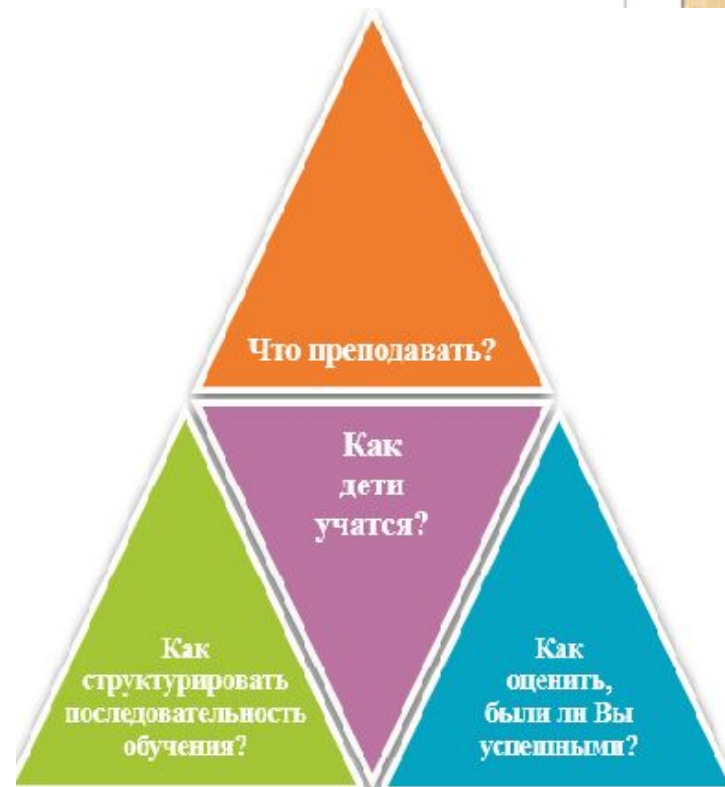 Что преподавать?
Как
дети
учатся?
Как
структурировать
последовательность
обучения?
Как
оценить,
были ли Вы
успешными?